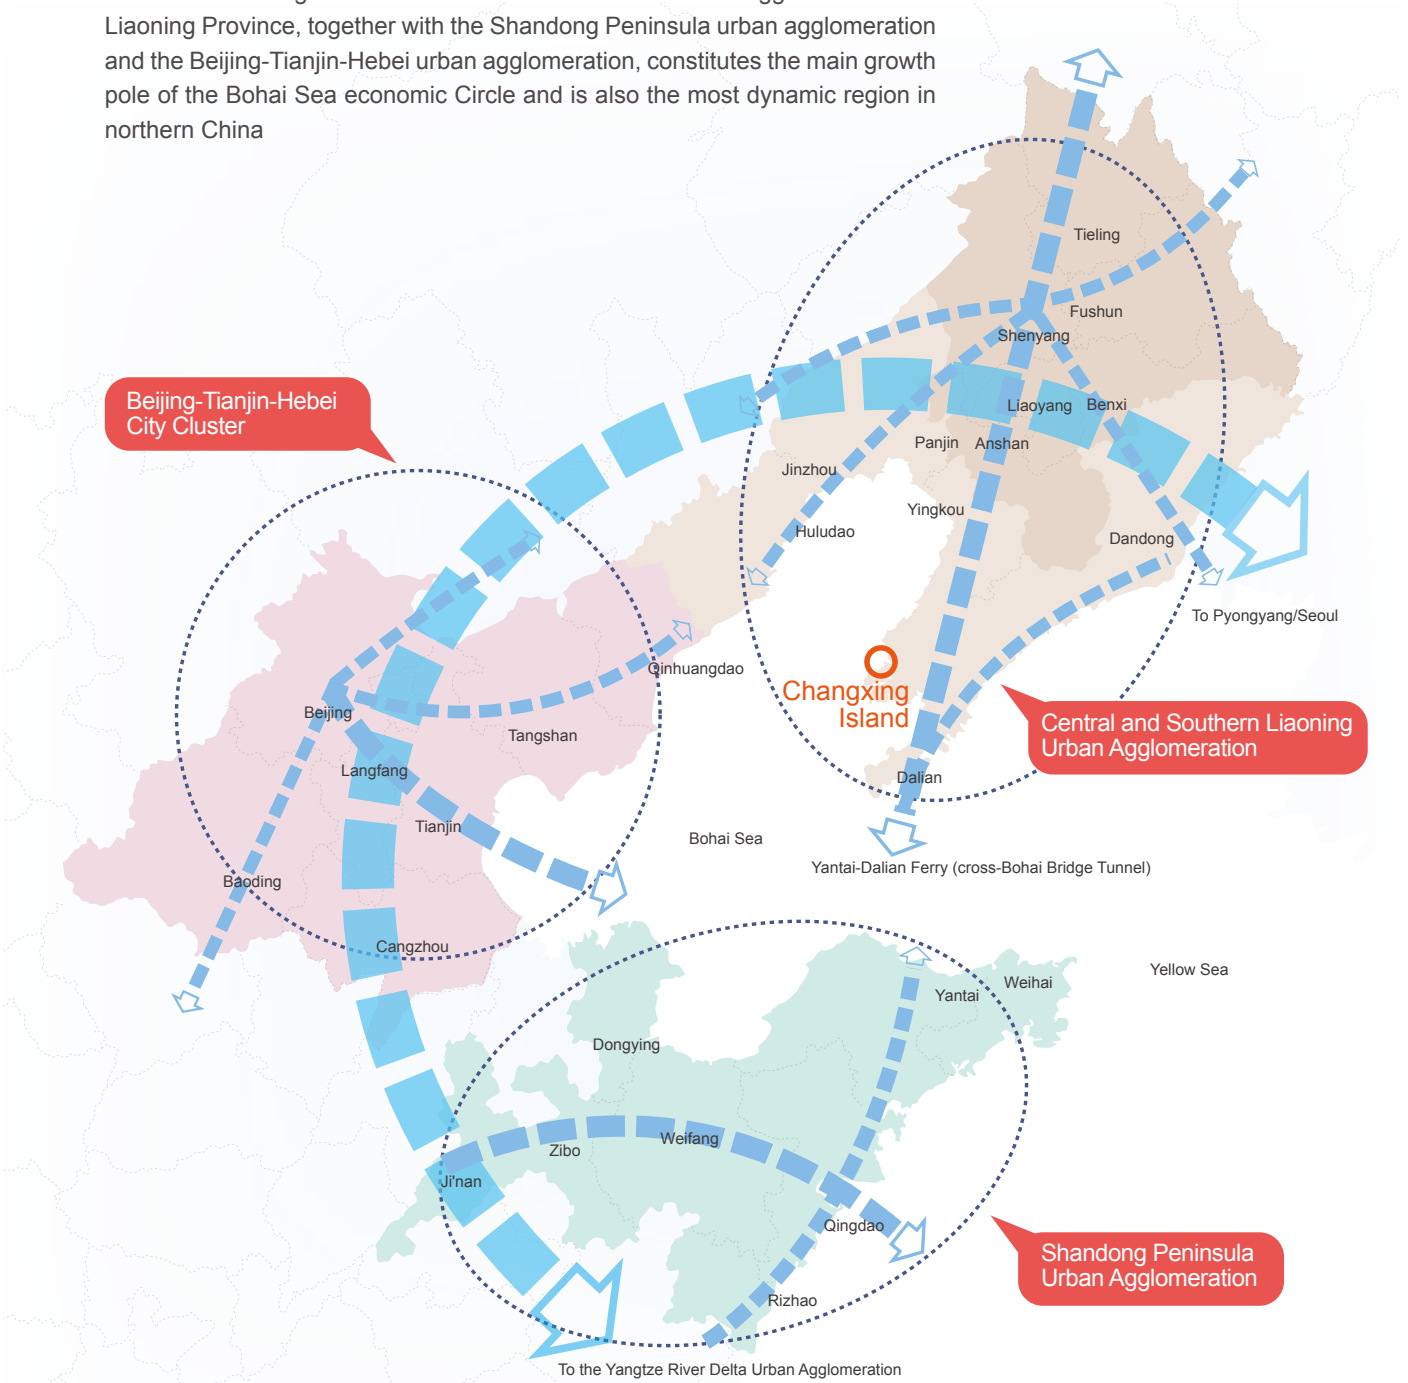 Liaoning Province, together with the Shandong Peninsula urban agglomeration
and the Beijing-Tianjin-Hebei urban agglomeration, constitutes the main growth
pole of the Bohai Sea economic Circle and is also the most dynamic region in
northern China
Tieling
Fushun
Shenyang
Beijing-Tianjin-Hebei
City Cluster
Liaoyang
Benxi
Panjin
Anshan
Jinzhou
Yingkou
Huludao
Dandong
To Pyongyang/Seoul
Qinhuangdao
Changxing
Island
Beijing
Central and Southern Liaoning
Urban Agglomeration
Tangshan
Langfang
Dalian
Tianjin
Bohai Sea
Yantai-Dalian Ferry (cross-Bohai Bridge Tunnel)
Baoding
Cangzhou
Yellow Sea
Weihai
Yantai
Dongying
Weifang
Zibo
Ji'nan
Qingdao
Shandong Peninsula
Urban Agglomeration
Rizhao
To the Yangtze River Delta Urban Agglomeration